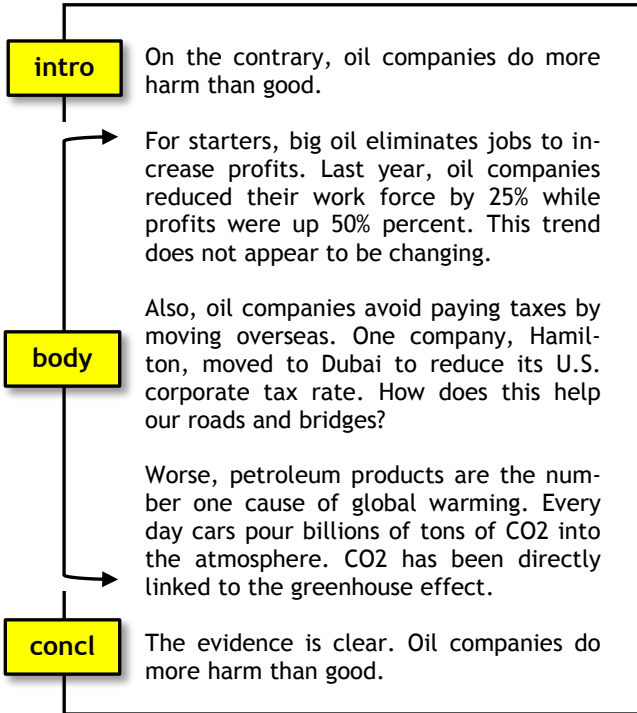 intro
On the contrary, oil companies do more
harm than good.
For starters, big oil eliminates jobs to in-
crease profits. Last year, oil companies
reduced their work force by 25% while
profits were up 50% percent. This trend
does not appear to be changing.
body
Also, oil companies avoid paying taxes by
moving overseas. One company, Hamil-
ton, moved to Dubai to reduce its U.S.
corporate tax rate. How does this help
our roads and bridges?
Worse, petroleum products are the num-
ber one cause of global warming. Every
day cars pour billions of tons of CO2 into
the atmosphere. CO2 has been directly
linked to the greenhouse effect.
concl
The evidence is clear. Oil companies do
more harm than good.